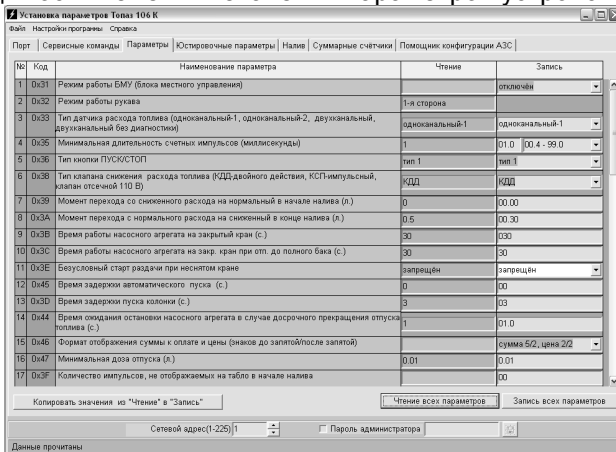 Установка параметров Топаз 106 К
Файл Настройки программы Справка
Порт Сервисные команды Параметры Юстировочные параметры Налив Суммарные счётчики Помощник конфигурации АЗС
№ Код Наименование параметра Чтение Запись
1 0x31 Режим работы БМУ (блока местного управления) отключён
2 0x32 Режим работы рукава 1-я сторона
3 0x33 Тип датчика расхода топлива (одноканальный-1, одноканальный-2, двухканальный, двухканальный без диагностики) одноканальный-1 одноканальный-1
4 0x35 Минимальная длительность счетных импульсов (миллисекунды) 1 01.0 00.4 - 99.0
5 0x36 Тип кнопки ПУСК/СТОП тип 1 тип 1
6 0x38 Тип клапана снижения расхода топлива (КДД-двойного действия, КСП-импульсный, клапан отсечной 110 В) КДД КДД
7 0x39 Момент перехода со сниженного расхода на нормальный в начале налива (л.) 0 00.00
8 0x3A Момент перехода с нормального расхода на сниженный в конце налива (л.) 0.5 00.30
9 0x3B Время работы насосного агрегата на закрытый кран (с.) 30 030
10 0x3C Время работы насосного агрегата на закр. кран при отп. до полного бака (с.) 30 30
11 0x3E Безусловный старт раздачи при неснятом кране запрещён запрещён
12 0x45 Время задержки автоматического пуска (с.) 0 00
13 0x3D Время задержки пуска колонки (с.) 3 03
14 0x44 Время ожидания остановки насосного агрегата в случае досрочного прекращения отпуска топлива (с.) 1 01.0
15 0x46 Формат отображения суммы к оплате и цены (знаков до запятой/после запятой) сумма 5/2, цена 2/2
16 0x47 Минимальная доза отпуска (л.) 0.01 0.01
17 0x3F Количество импульсов, не отображаемых на табло в начале налива 00
Копировать значения из "Чтение" в "Запись" Чтение всех параметров Запись всех параметров
Сетевой адрес(1-225) 1 Пароль администратора
Данные прочитаны